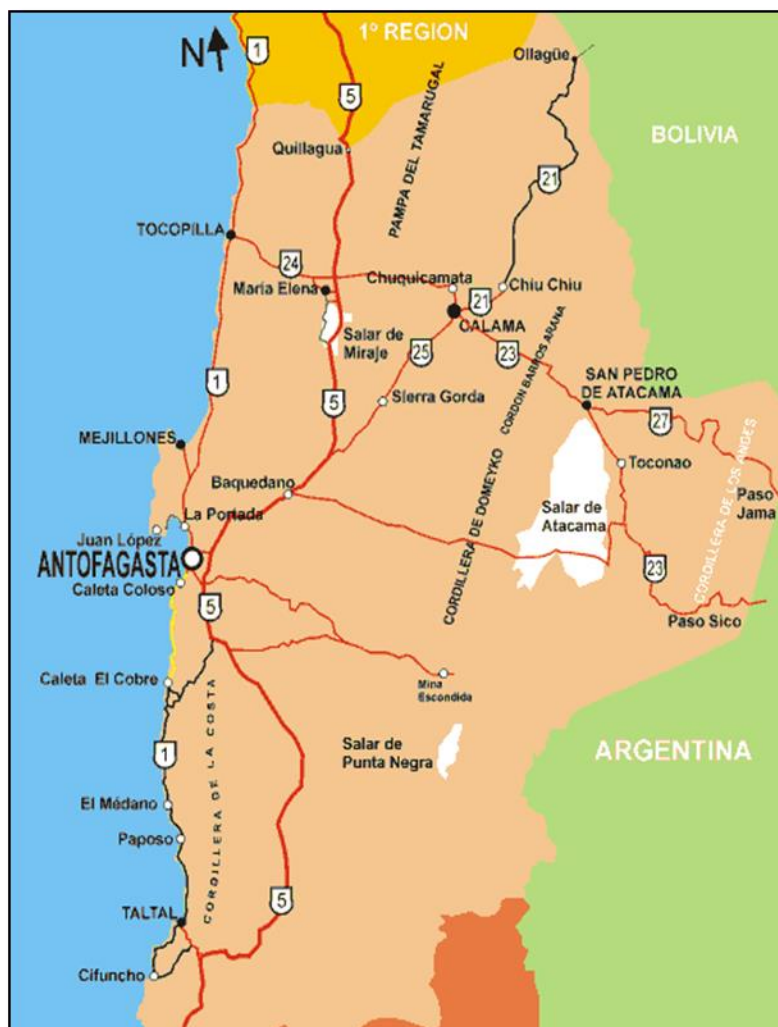 1º REGION
N
1
5
Ollagüe
BOLIVIA
PAMPA DEL TAMARUGAL
Quillagua
21
TOCOPILLA
24
Chuquicamata
Chiu Chiu
María Elena
21
CALAMA
Salar de
Miraje
25
23
CORDON BARROS ARANA
1
5
Sierra Gorda
SAN PEDRO
DE ATACAMA
27
MEJILLONES
Toconao
CORDILLERA DE LOS ANDES
Baquedano
CORDILLERA DE DOMEYKO
Salar de
Atacama
Paso
Jama
La Portada
Juan López
ANTOFAGASTA
23
Caleta Coloso
5
Paso Sico
Caleta El Cobre
Mina
Escondida
CORDILLERA DE LA COSTA
1
Salar de
Punta Negra
ARGENTINA
El Médano
Paposo
5
TALTAL
Cifuncho